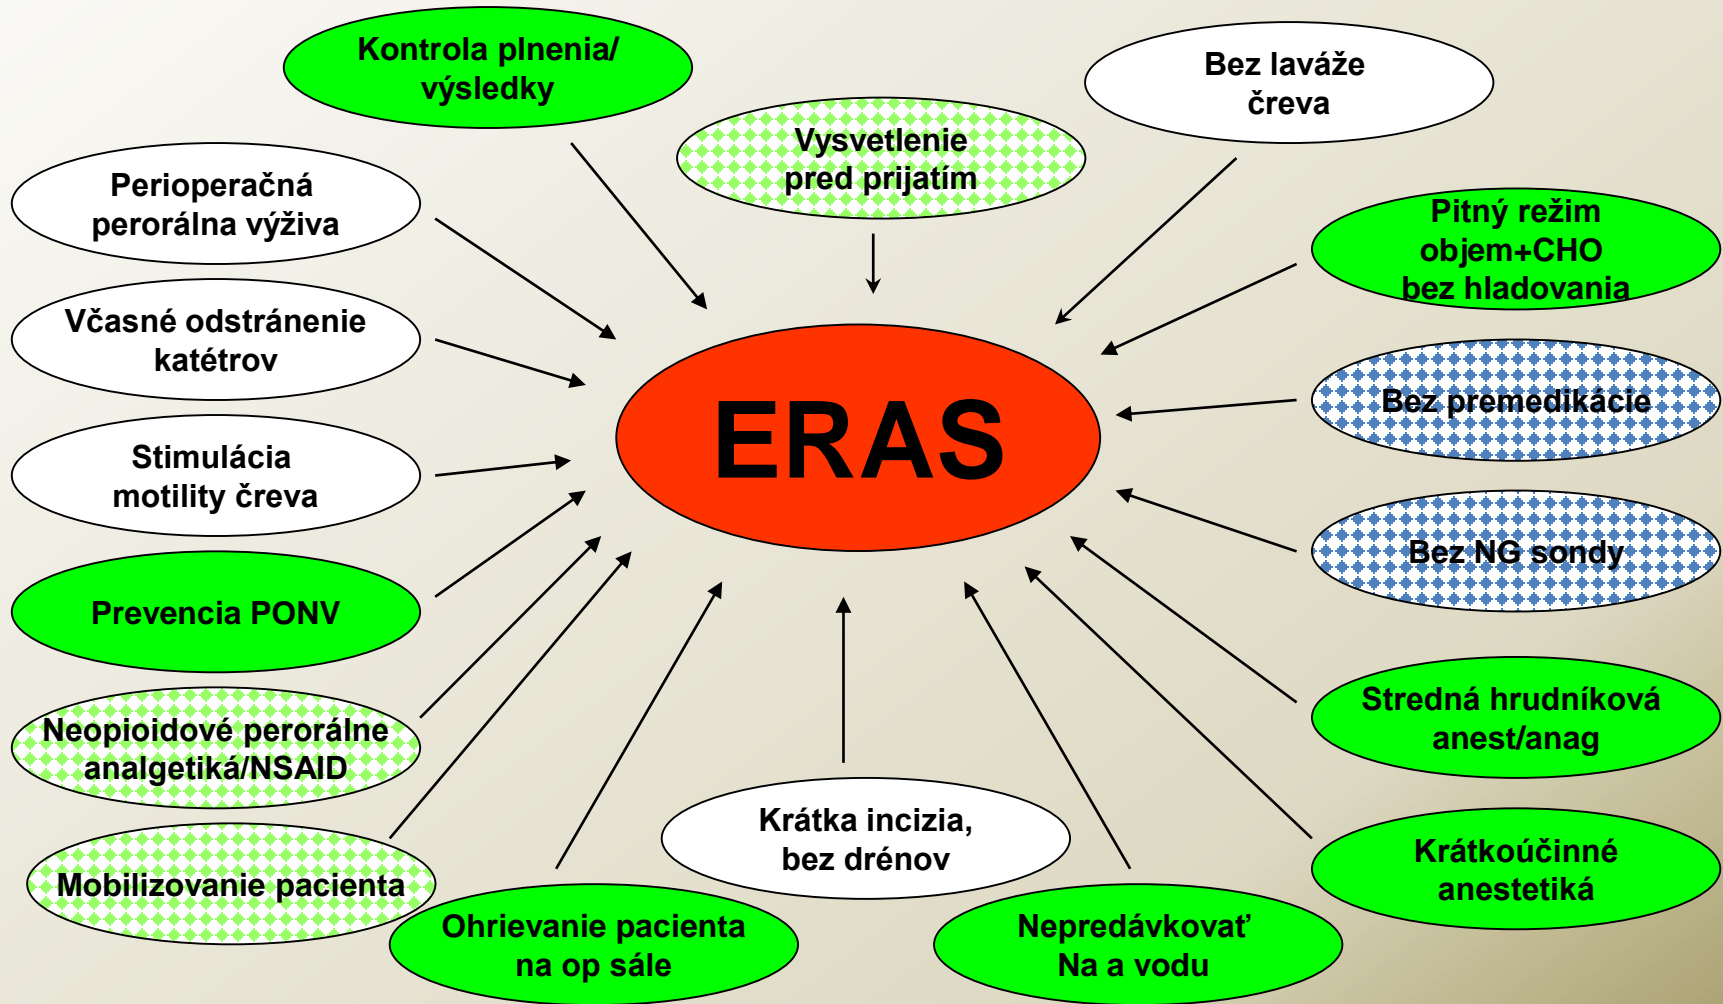 Kontrola plnenia/
výsledky
Bez laváže
čreva
Vysvetlenie
pred prijatím
Perioperačná
perorálna výživa
Pitný režim
objem+CHO
bez hladovania
Včasné odstránenie
katétrov
Bez premedikácie
ERAS
Stimulácia
motility čreva
Bez NG sondy
Prevencia PONV
Neopioidové perorálne
analgetiká/NSAID
Stredná hrudníková
anest/anag
Krátka incizia,
bez drénov
Krátkoúčinné
anestetiká
Mobilizovanie pacienta
Ohrievanie pacienta
na op sále
Nepredávkovať
Na a vodu